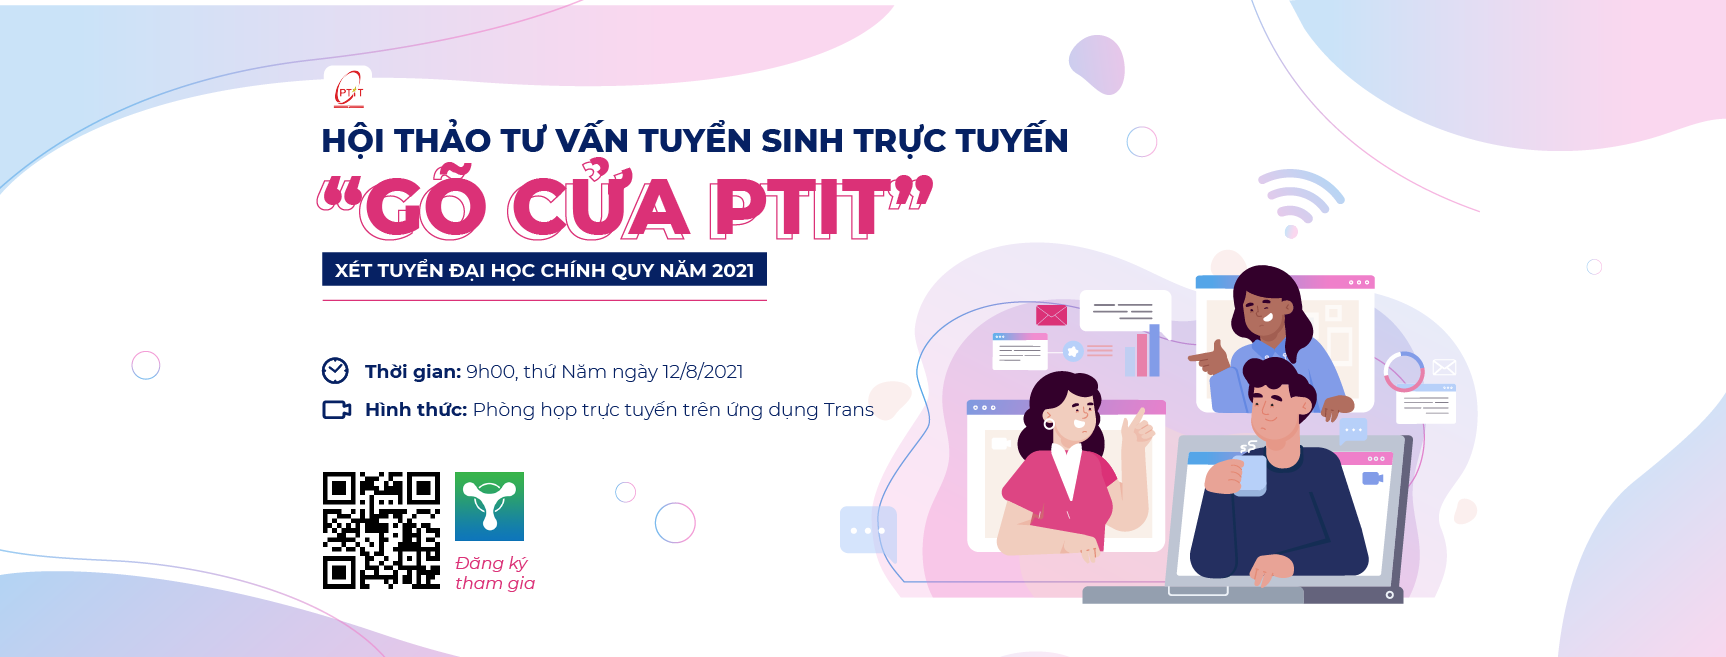 PTIT
HỘI THẢO TƯ VẤN TUYỂN SINH TRỰC TUYẾN
“GÕ CỬA PTIT”
XÉT TUYỂN ĐẠI HỌC CHÍNH QUY NĂM 2021
Thời gian: 9h00, thứ Năm ngày 12/8/2021
Hình thức: Phòng họp trực tuyến trên ứng dụng Trans
Đăng ký
tham gia